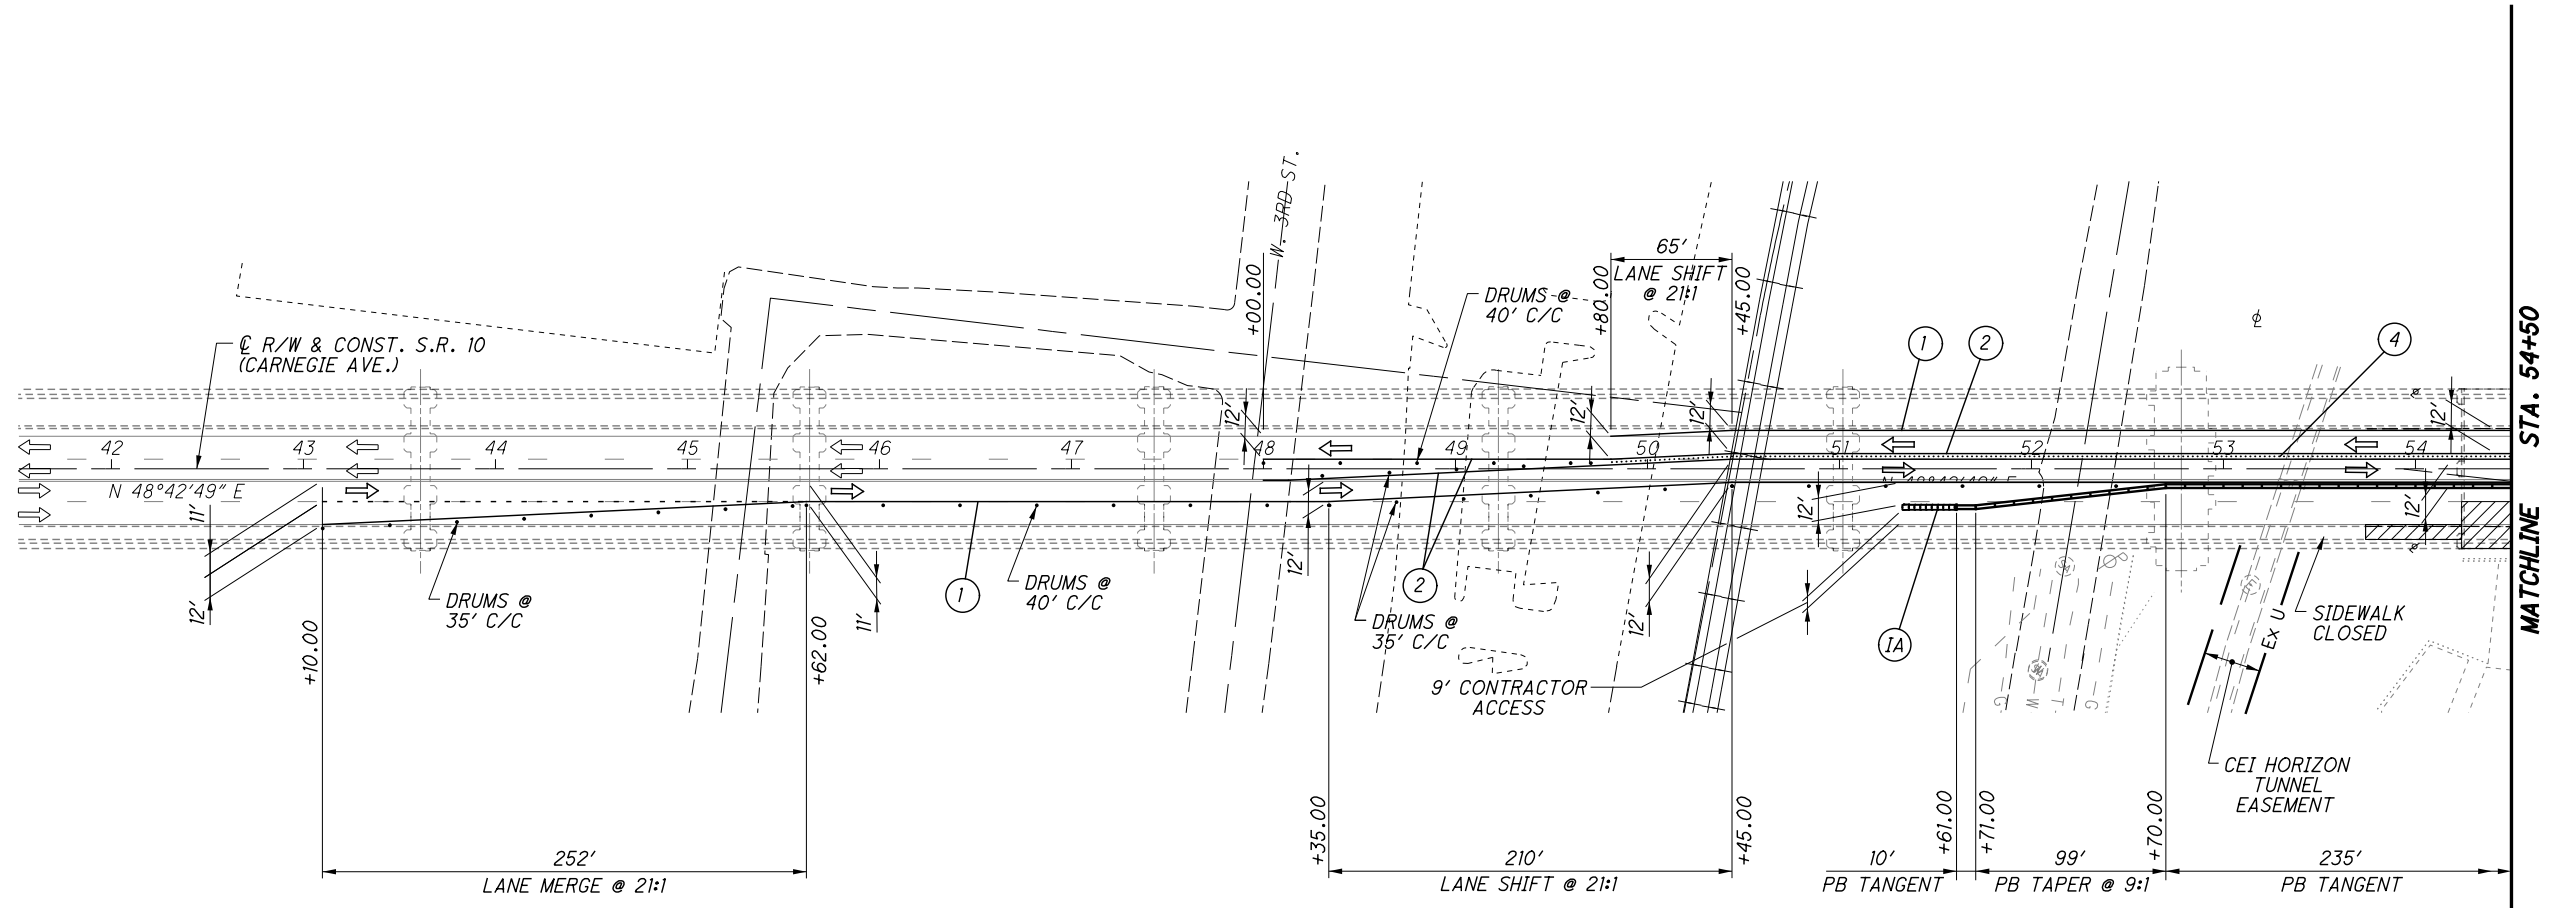 W. 3RD ST.
65'
LANE SHIFT
@ 21:1
+00.00
+80.00
+45.00
DRUMS @
40' C/C
℄ R/W & CONST. S.R. 10
(CARNEGIE AVE.)
1
2
4
℄
12'
12'
12'
12'
42
43
44
45
46
47
48
49
50
51
52
53
54
N 48°42'49" E
N 48°42'49" E
11'
12'
11'
12'
12'
12'
12'
DRUMS @
35' C/C
1
DRUMS @
40' C/C
2
DRUMS @
35' C/C
9' CONTRACTOR
ACCESS
IA
SIDEWALK
CLOSED
Ex U
G
W
T
G
CEI HORIZON
TUNNEL
EASEMENT
+10.00
+62.00
+35.00
+45.00
+61.00
+71.00
+70.00
252'
LANE MERGE @ 21:1
210'
LANE SHIFT @ 21:1
10'
PB TANGENT
99'
PB TAPER @ 9:1
235'
PB TANGENT
MATCHLINE STA. 54+50